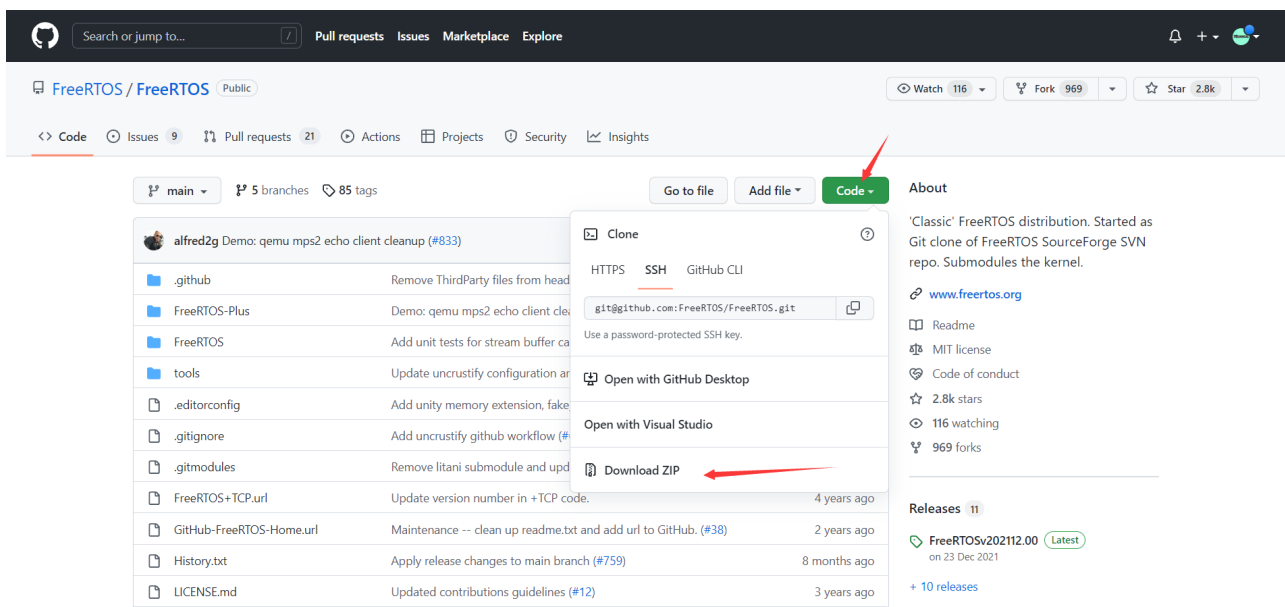 Search or jump to... / Pull requests Issues Marketplace Explore
FreeRTOS / FreeRTOS Public Watch 116 Fork 969 Star 2.8k
Code Issues 9 Pull requests 21 Actions Projects Security Insights
main 5 branches 85 tags Go to file Add file Code
alfred2g Demo: qemu mps2 echo client cleanup (#833)
.github Remove ThirdParty files from head
FreeRTOS-Plus Demo: qemu mps2 echo client clea
FreeRTOS Add unit tests for stream buffer ca
tools Update uncrustify configuration an
.editorconfig Add unity memory extension, fake
.gitignore Add uncrustify github workflow (#
.gitmodules Remove litani submodule and upd
FreeRTOS+TCP.url Update version number in +TCP code. 4 years ago
GitHub-FreeRTOS-Home.url Maintenance -- clean up readme.txt and add url to GitHub. (#38) 2 years ago
History.txt Apply release changes to main branch (#759) 8 months ago
LICENSE.md Updated contributions guidelines (#12) 3 years ago
Clone
HTTPS SSH GitHub CLI
git@github.com:FreeRTOS/FreeRTOS.git
Use a password-protected SSH key.
Open with GitHub Desktop
Open with Visual Studio
Download ZIP
About
'Classic' FreeRTOS distribution. Started as
Git clone of FreeRTOS SourceForge SVN
repo. Submodules the kernel.
www.freertos.org
Readme
MIT license
Code of conduct
2.8k stars
116 watching
969 forks
Releases 11
FreeRTOSv202112.00 Latest
on 23 Dec 2021
+ 10 releases